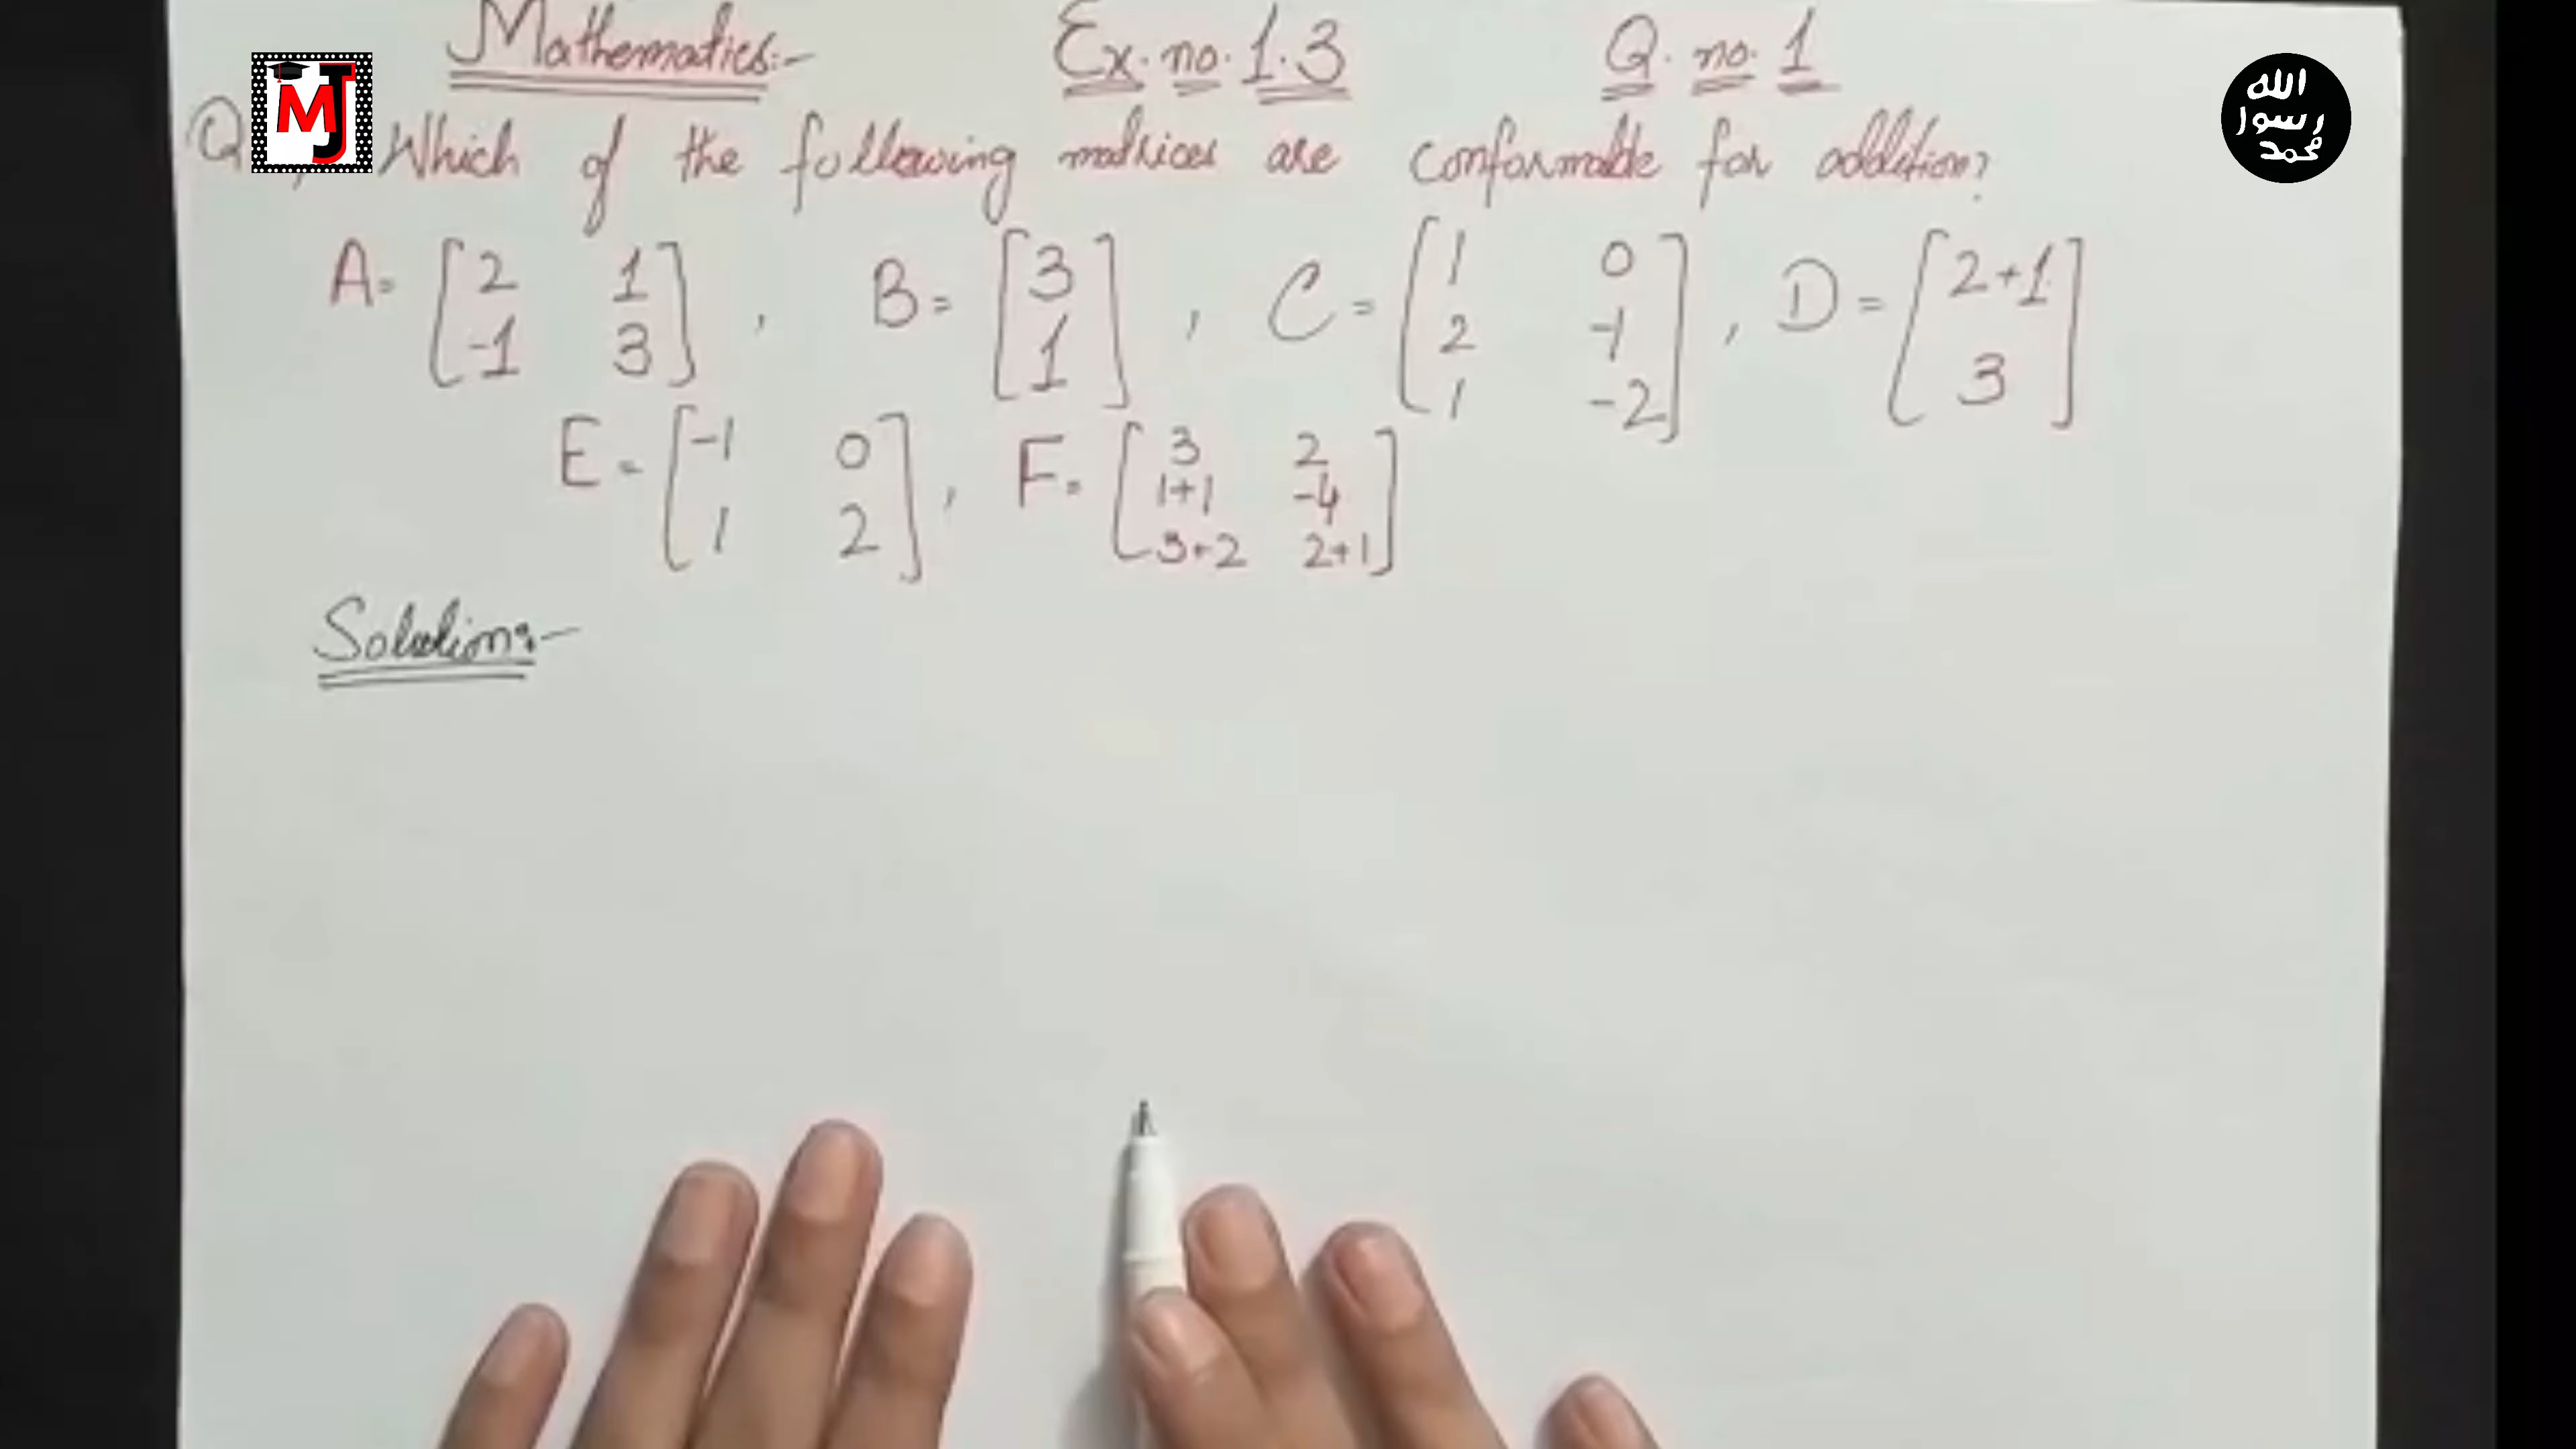 Mathematics:- Ex. no. 1.3 Q. no. 1
MJ
الله
رسول
محمد
Q Which of the following matrices are conformable for addition?
A= [2 1] , B= [3] , C= [1 0] , D= [2+1]
[-1 3] [1] [2 -1] [3]
[1 -2]
E= [-1 0] , F= [3 2]
[1 2] [1+1 -4]
[3+2 2+1]
Solution:-